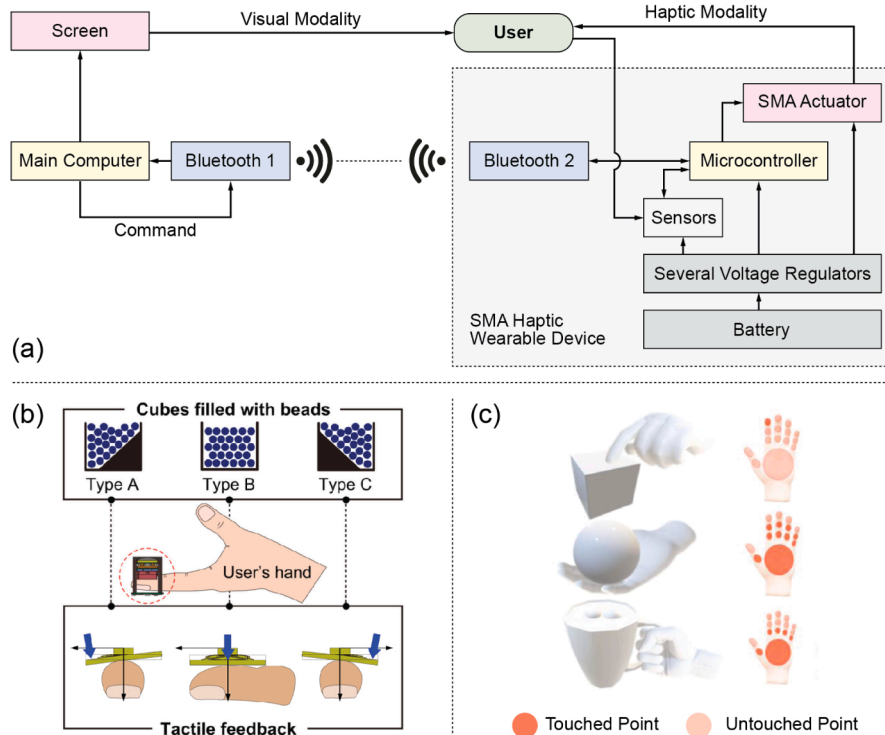 Visual Modality
Haptic Modality
Screen
User
SMA Actuator
Main Computer
Bluetooth 1
Bluetooth 2
Microcontroller
Command
Sensors
Several Voltage Regulators
SMA Haptic
Wearable Device
Battery
(a)
(b)
Cubes filled with beads
Type A
Type B
Type C
User's hand
Tactile feedback
(c)
Touched Point
Untouched Point